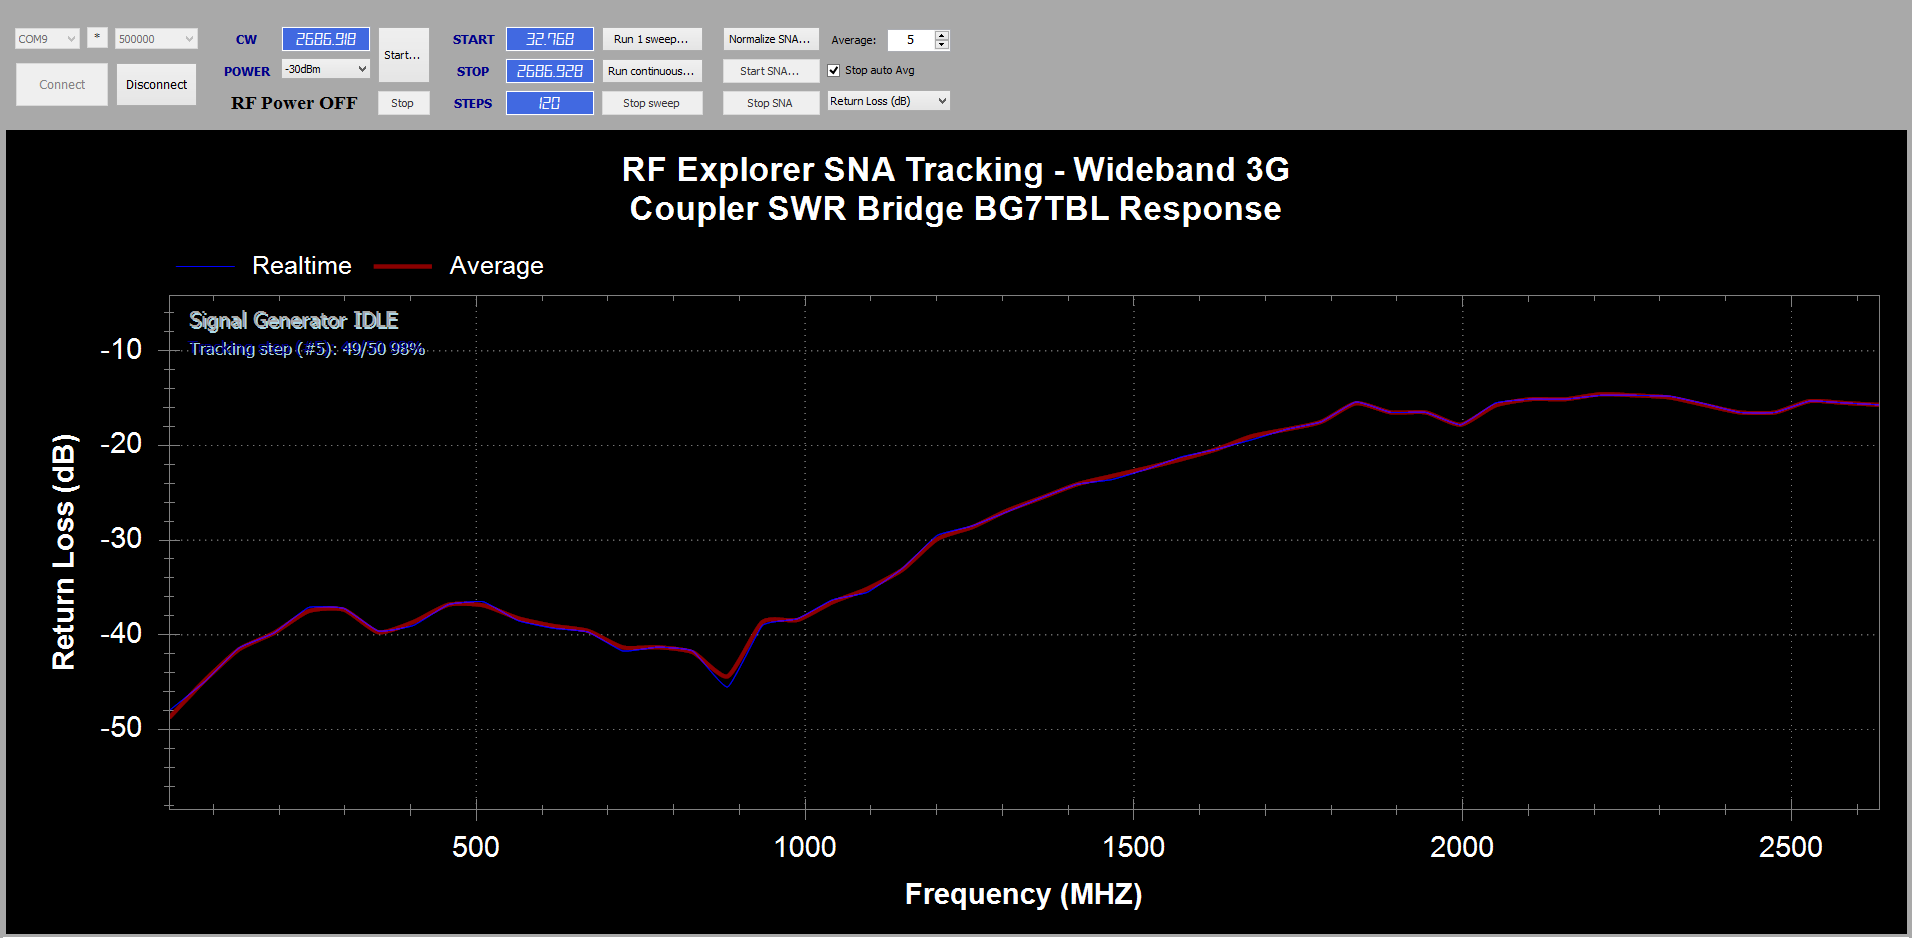 COM9 * 500000 CW 2686.918 START 32.768 Run 1 sweep... Normalize SNA... Average: 5
Start...
Connect Disconnect POWER -30dBm STOP 2686.928 Run continuous... Start SNA... Stop auto Avg
RF Power OFF Stop STEPS 120 Stop sweep Stop SNA Return Loss (dB)
RF Explorer SNA Tracking - Wideband 3G
Coupler SWR Bridge BG7TBL Response
Realtime Average
Signal Generator IDLE
Tracking step (#5): 49/50 98%
-10
-20
-30
-40
-50
Return Loss (dB)
500 1000 1500 2000 2500
Frequency (MHZ)